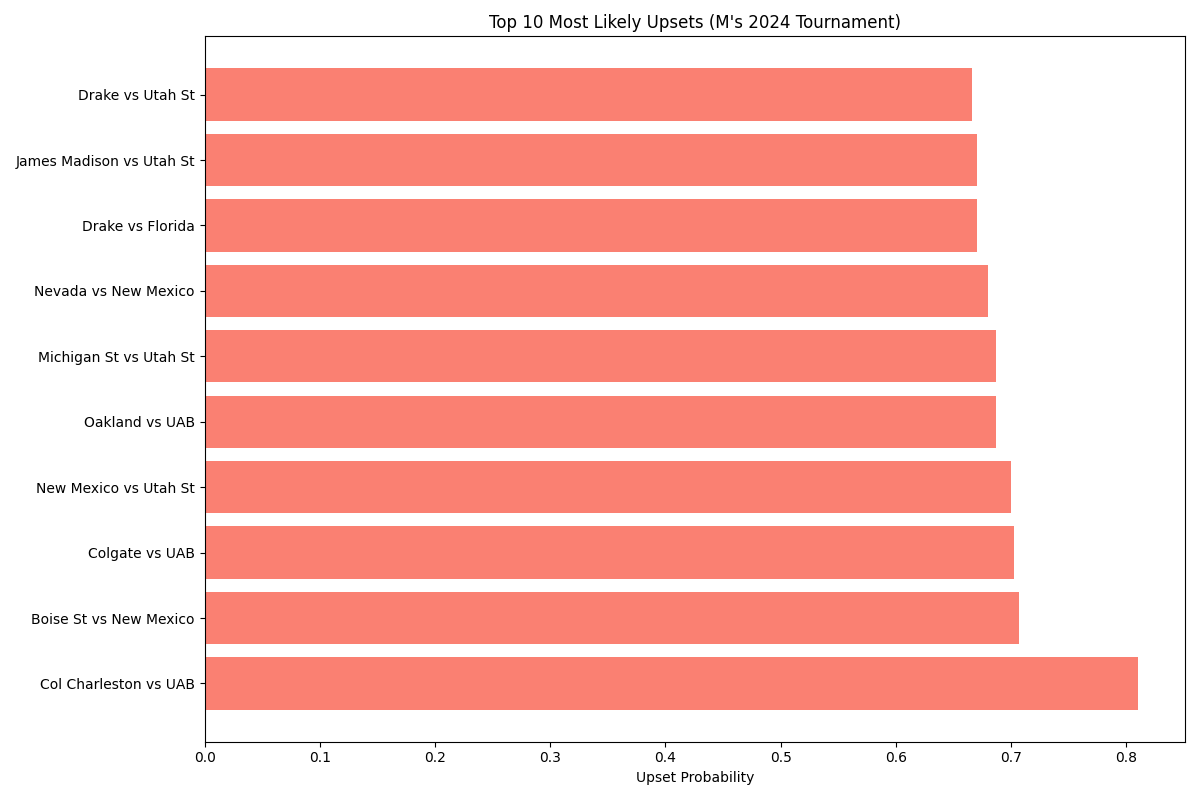 Top 10 Most Likely Upsets (M's 2024 Tournament)
Drake vs Utah St
James Madison vs Utah St
Drake vs Florida
Nevada vs New Mexico
Michigan St vs Utah St
Oakland vs UAB
New Mexico vs Utah St
Colgate vs UAB
Boise St vs New Mexico
Col Charleston vs UAB
0.0 0.1 0.2 0.3 0.4 0.5 0.6 0.7 0.8
Upset Probability